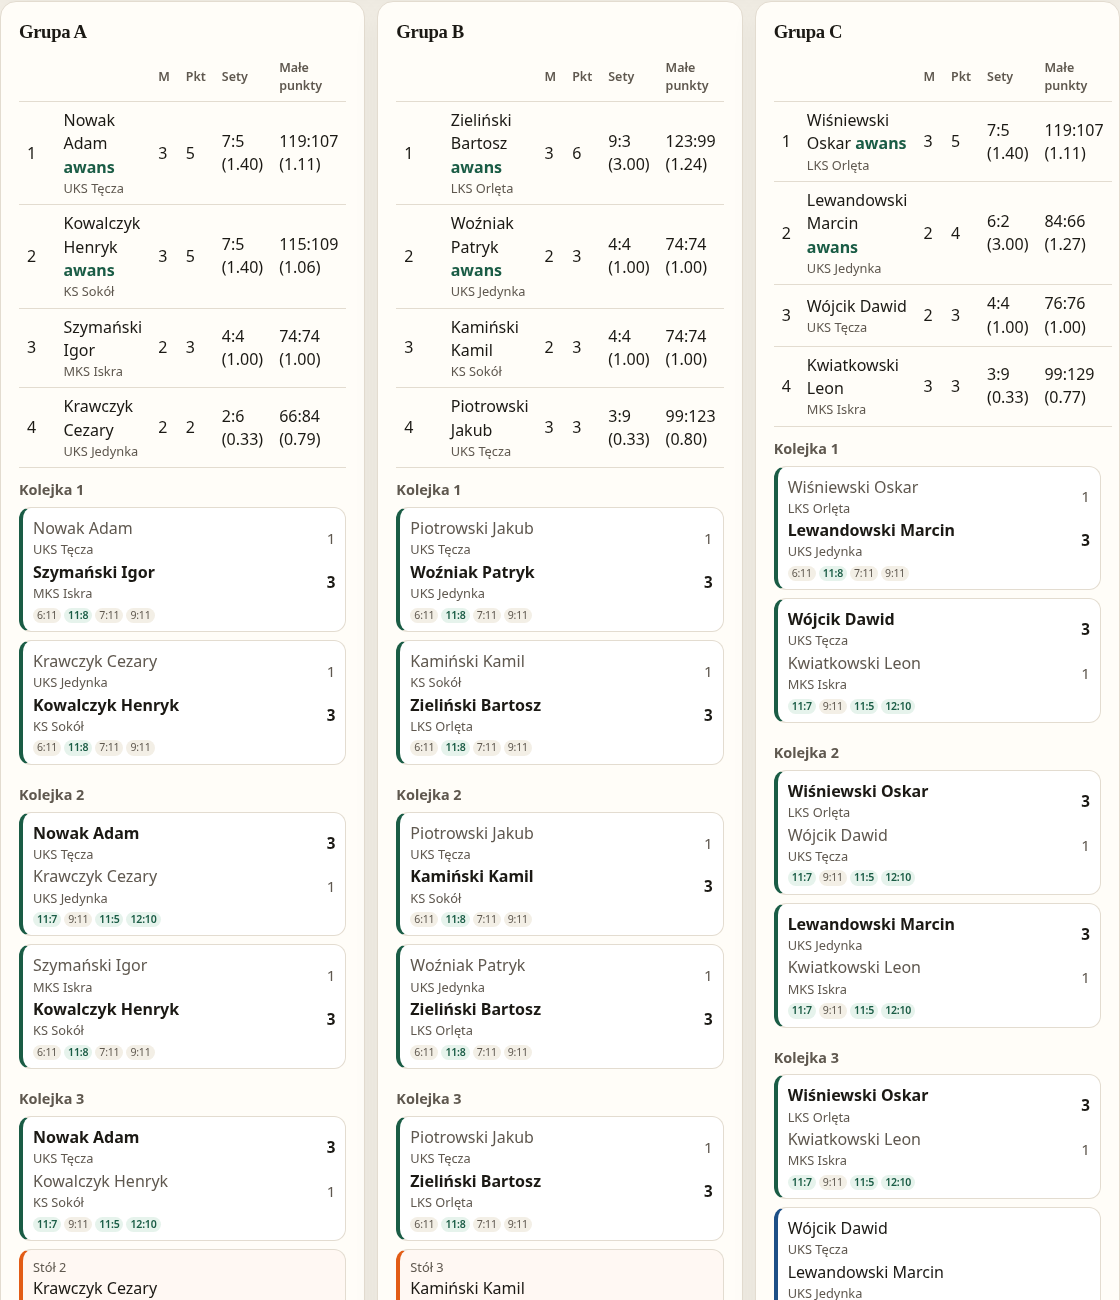 Grupa A
M Pkt Sety Małe punkty
1 Nowak Adam awans UKS Tęcza 3 5 7:5 (1.40) 119:107 (1.11)
2 Kowalczyk Henryk awans KS Sokół 3 5 7:5 (1.40) 115:109 (1.06)
3 Szymański Igor MKS Iskra 2 3 4:4 (1.00) 74:74 (1.00)
4 Krawczyk Cezary UKS Jedynka 2 2 2:6 (0.33) 66:84 (0.79)
Kolejka 1
Nowak Adam 1
UKS Tęcza
Szymański Igor 3
MKS Iskra
6:11 11:8 7:11 9:11
Krawczyk Cezary 1
UKS Jedynka
Kowalczyk Henryk 3
KS Sokół
6:11 11:8 7:11 9:11
Kolejka 2
Nowak Adam 3
UKS Tęcza
Krawczyk Cezary 1
UKS Jedynka
11:7 9:11 11:5 12:10
Szymański Igor 1
MKS Iskra
Kowalczyk Henryk 3
KS Sokół
6:11 11:8 7:11 9:11
Kolejka 3
Nowak Adam 3
UKS Tęcza
Kowalczyk Henryk 1
KS Sokół
11:7 9:11 11:5 12:10
Stół 2
Krawczyk Cezary
Grupa B
M Pkt Sety Małe punkty
1 Zieliński Bartosz awans LKS Orlęta 3 6 9:3 (3.00) 123:99 (1.24)
2 Woźniak Patryk awans UKS Jedynka 2 3 4:4 (1.00) 74:74 (1.00)
3 Kamiński Kamil KS Sokół 2 3 4:4 (1.00) 74:74 (1.00)
4 Piotrowski Jakub UKS Tęcza 3 3 3:9 (0.33) 99:123 (0.80)
Kolejka 1
Piotrowski Jakub 1
UKS Tęcza
Woźniak Patryk 3
UKS Jedynka
6:11 11:8 7:11 9:11
Kamiński Kamil 1
KS Sokół
Zieliński Bartosz 3
LKS Orlęta
6:11 11:8 7:11 9:11
Kolejka 2
Piotrowski Jakub 1
UKS Tęcza
Kamiński Kamil 3
KS Sokół
6:11 11:8 7:11 9:11
Woźniak Patryk 1
UKS Jedynka
Zieliński Bartosz 3
LKS Orlęta
6:11 11:8 7:11 9:11
Kolejka 3
Piotrowski Jakub 1
UKS Tęcza
Zieliński Bartosz 3
LKS Orlęta
6:11 11:8 7:11 9:11
Stół 3
Kamiński Kamil
Grupa C
M Pkt Sety Małe punkty
1 Wiśniewski Oskar awans LKS Orlęta 3 5 7:5 (1.40) 119:107 (1.11)
2 Lewandowski Marcin awans UKS Jedynka 2 4 6:2 (3.00) 84:66 (1.27)
3 Wójcik Dawid UKS Tęcza 2 3 4:4 (1.00) 76:76 (1.00)
4 Kwiatkowski Leon MKS Iskra 3 3 3:9 (0.33) 99:129 (0.77)
Kolejka 1
Wiśniewski Oskar 1
LKS Orlęta
Lewandowski Marcin 3
UKS Jedynka
6:11 11:8 7:11 9:11
Wójcik Dawid 3
UKS Tęcza
Kwiatkowski Leon 1
MKS Iskra
11:7 9:11 11:5 12:10
Kolejka 2
Wiśniewski Oskar 3
LKS Orlęta
Wójcik Dawid 1
UKS Tęcza
11:7 9:11 11:5 12:10
Lewandowski Marcin 3
UKS Jedynka
Kwiatkowski Leon 1
MKS Iskra
11:7 9:11 11:5 12:10
Kolejka 3
Wiśniewski Oskar 3
LKS Orlęta
Kwiatkowski Leon 1
MKS Iskra
11:7 9:11 11:5 12:10
Wójcik Dawid
UKS Tęcza
Lewandowski Marcin
UKS Jedynka